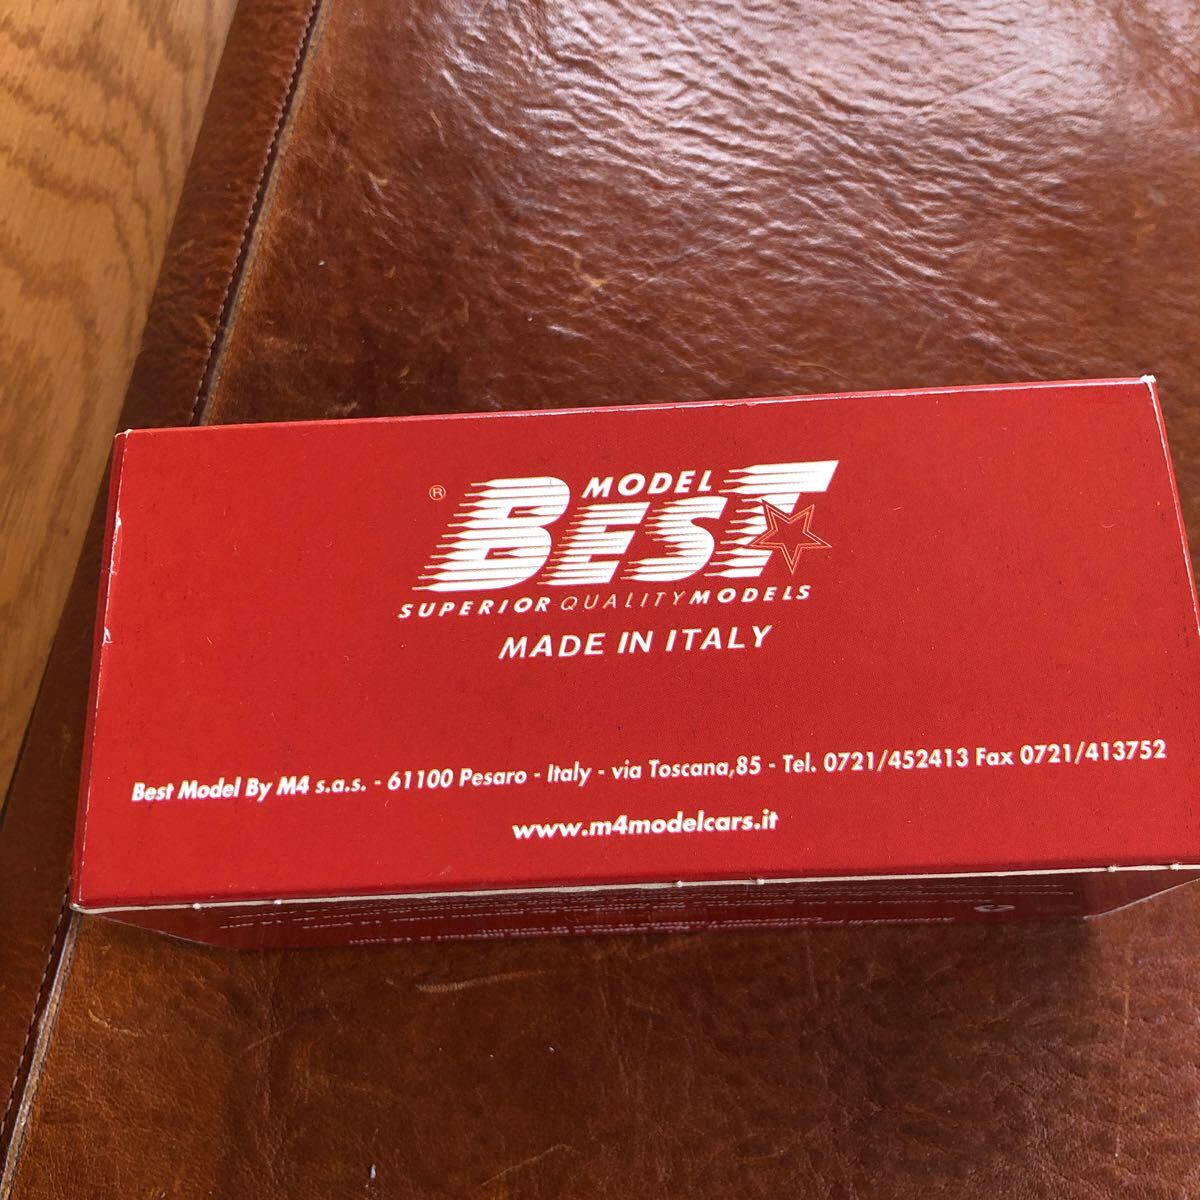 ®
MODEL
BEST
SUPERIOR QUALITY MODELS
MADE IN ITALY
Best Model By M4 s.a.s. - 61100 Pesaro - Italy - via Toscana,85 - Tel. 0721/452413 Fax 0721/413752
www.m4modelcars.it